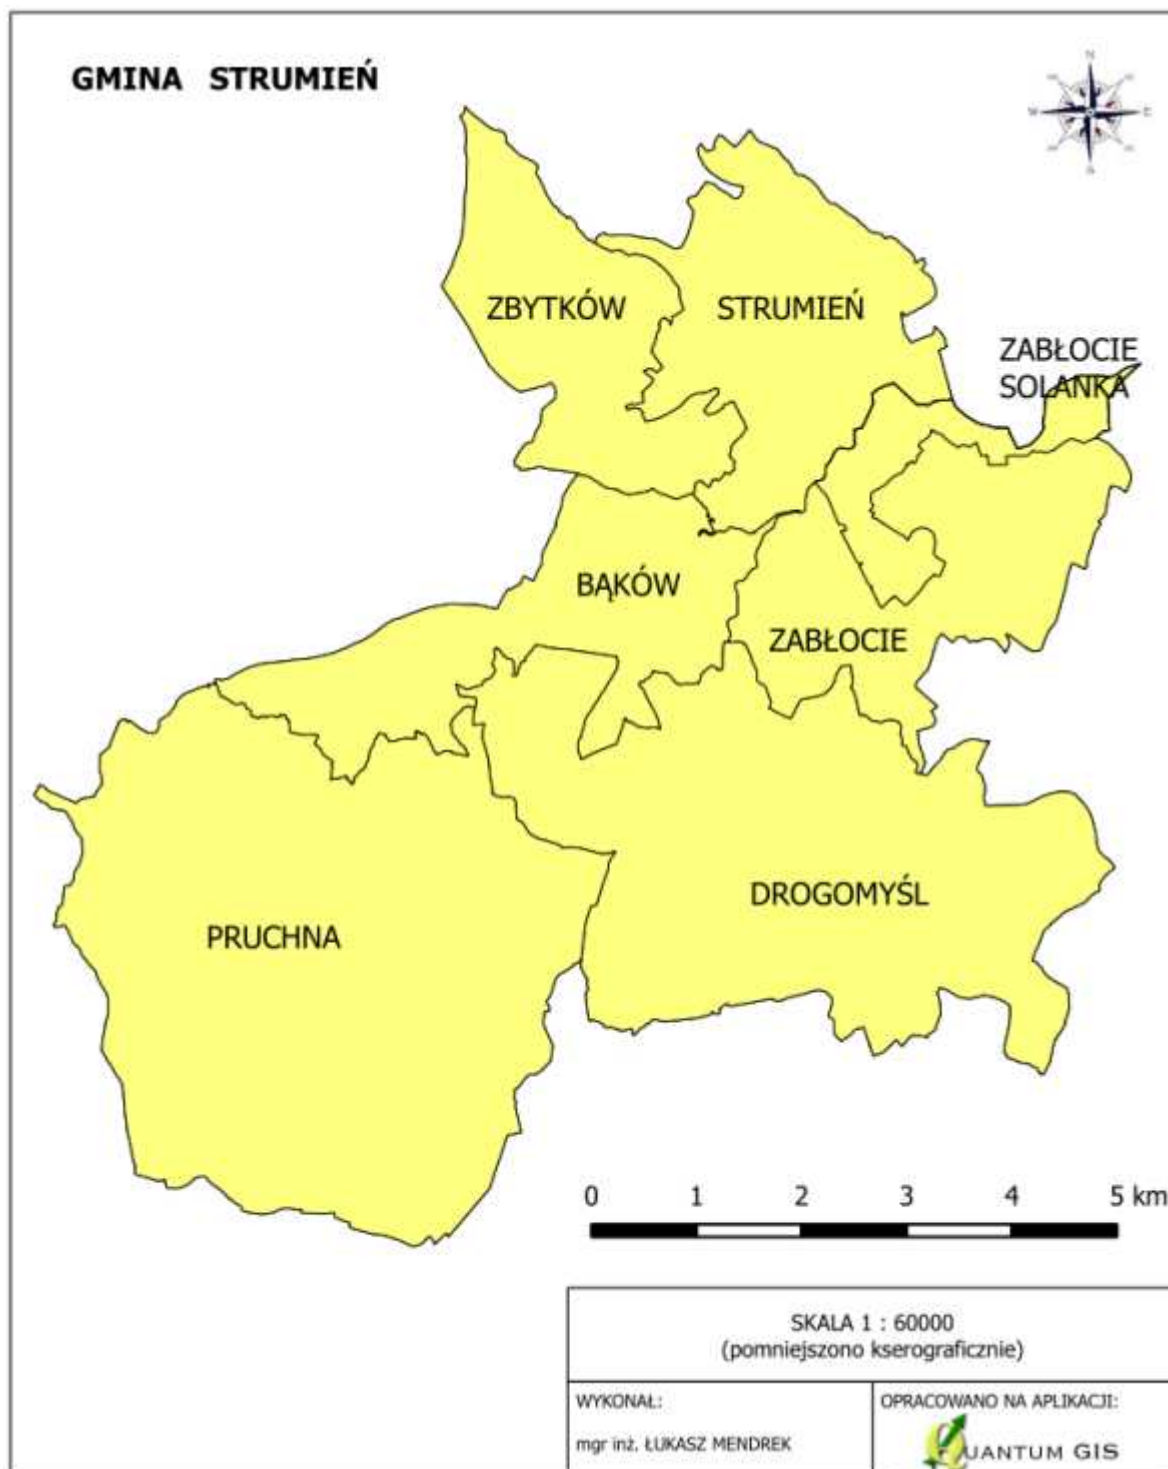 GMINA STRUMIEŃ
N
W
E
S
ZBYTKÓW
STRUMIEŃ
ZABŁOCIE
SOLANKA
BĄKÓW
ZABŁOCIE
DROGOMYŚL
PRUCHNA
0 1 2 3 4 5 km
SKALA 1 : 60000
(pomniejszono kserograficznie)
WYKONAŁ:
mgr inż. ŁUKASZ MENDREK
OPRACOWANO NA APLIKACJI:
QUANTUM GIS